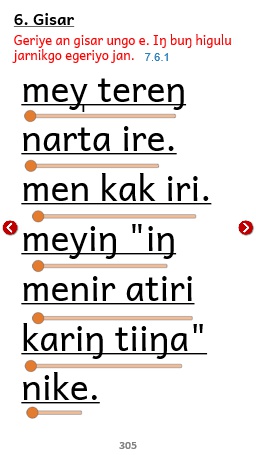 6. Gisar
Geriye an gisar ungo e. Iŋ buŋ higulu
jarnikgo egeriyo jan. 7.6.1
mey tereŋ
narta ire.
men kak iri.
meyiŋ "iŋ
menir atiri
kariŋ tiiŋa"
nike.
305